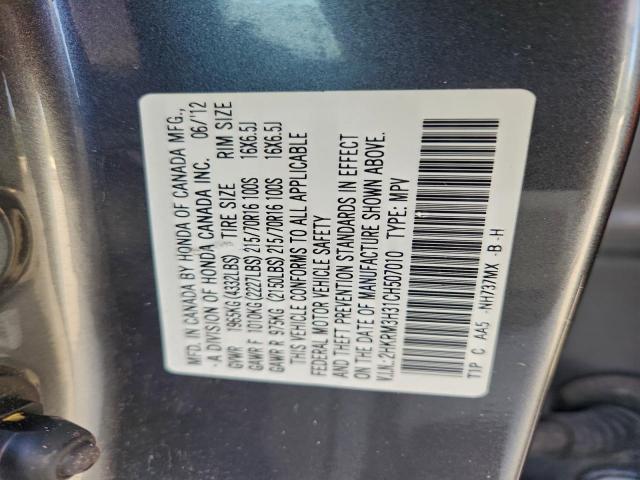 MFD. IN CANADA BY HONDA OF CANADA MFG.,
-A DIVISION OF HONDA CANADA INC. 06/'12
GVWR 1965KG (4332LBS) TIRE SIZE RIM SIZE
GAWR F 1010KG (2227LBS) 215/70R16 100S 16X6.5J
GAWR R 975KG (2150LBS) 215/70R16 100S 16X6.5J
THIS VEHICLE CONFORMS TO ALL APPLICABLE
FEDERAL MOTOR VEHICLE SAFETY
AND THEFT PREVENTION STANDARDS IN EFFECT
ON THE DATE OF MANUFACTURE SHOWN ABOVE.
V.I.N.:2HKRM3H31CH507010 TYPE: MPV
T1P C AA5 -NH737MX -B -H